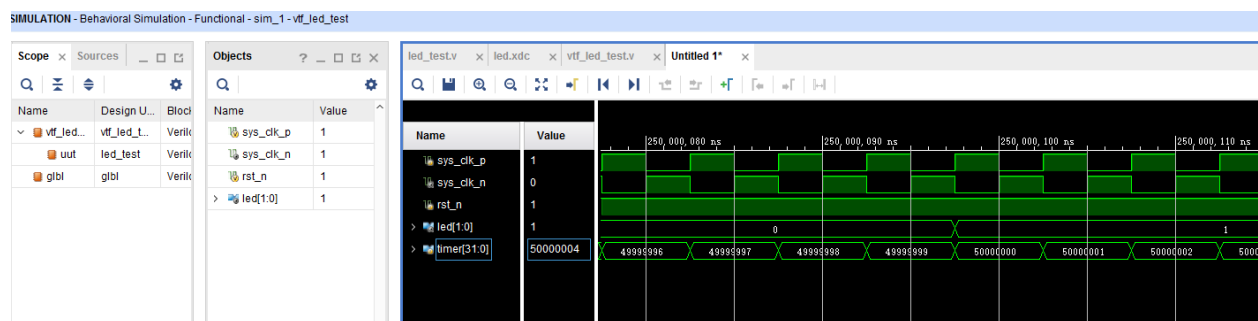 SIMULATION - Behavioral Simulation - Functional - sim_1 - vtf_led_test
Scope × Sources
Objects ? _ × 
led_test.v × led.xdc × vtf_led_test.v × Untitled 1* ×
Name Design U... Block
vtf_led... vtf_led_t... Verilo
uut led_test Verilo
glbl glbl Verilo
Name Value
sys_clk_p 1
sys_clk_n 1
rst_n 1
led[1:0] 1
Name Value
sys_clk_p 1
sys_clk_n 0
rst_n 1
led[1:0] 1
timer[31:0] 50000004
250,000,080 ns 250,000,090 ns 250,000,100 ns 250,000,110 ns
0 1
49999996 49999997 49999998 49999999 50000000 50000001 50000002 5000